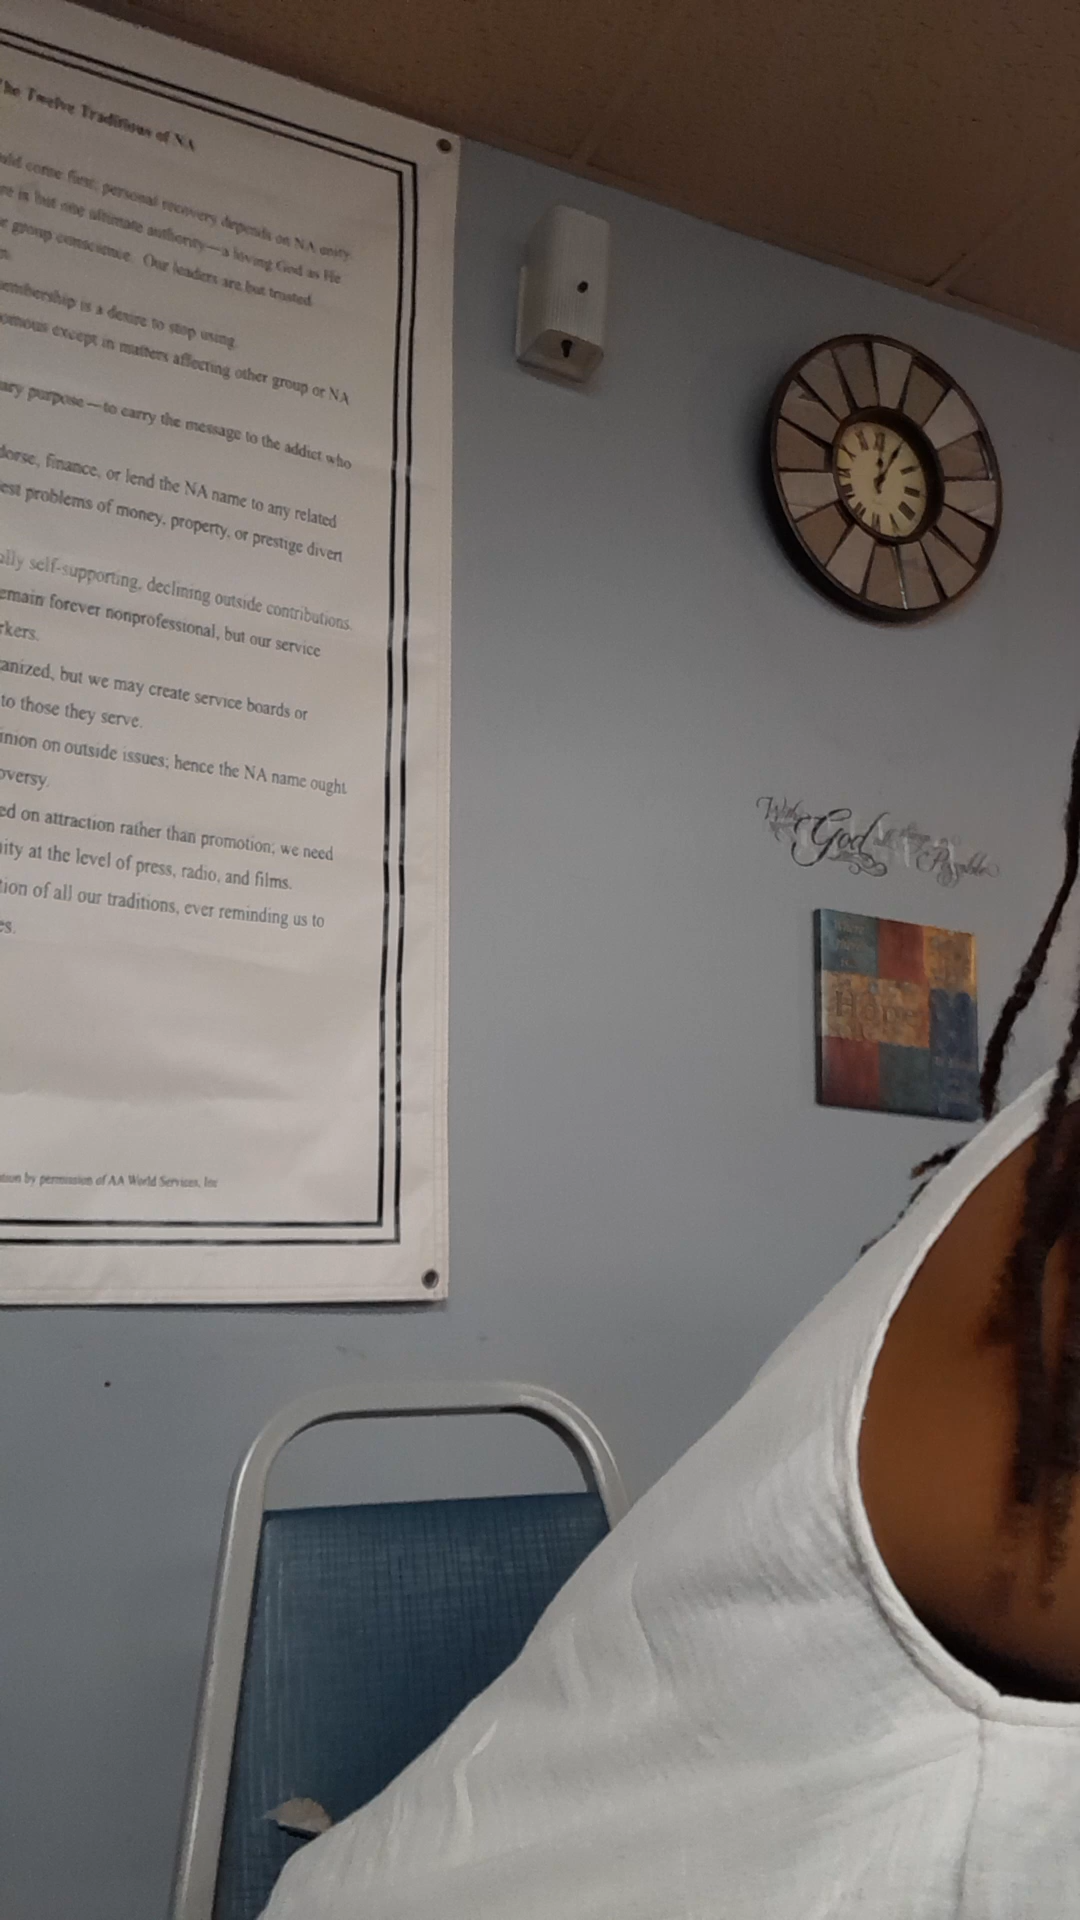 The Twelve Traditions of NA
uld come first; personal recovery depends on NA unity.
re is but one ultimate authority—a loving God as He
r group conscience. Our leaders are but trusted
embership is a desire to stop using.
omous except in matters affecting other group or NA
ary purpose—to carry the message to the addict who
dorse, finance, or lend the NA name to any related
est problems of money, property, or prestige divert
ully self-supporting, declining outside contributions.
emain forever nonprofessional, but our service
rkers.
anized, but we may create service boards or
to those they serve.
inion on outside issues; hence the NA name ought
oversy.
ed on attraction rather than promotion; we need
ity at the level of press, radio, and films.
tion of all our traditions, ever reminding us to
es.
by permission of AA World Services, Inc
With God Possible
Where
there
is...
Hope